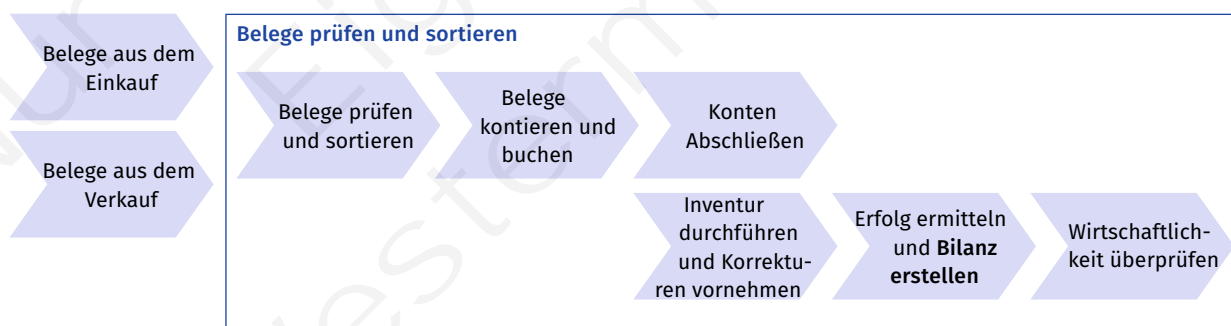 Belege aus dem
Einkauf
Belege aus dem
Verkauf
Belege prüfen und sortieren
Belege prüfen
und sortieren
Belege
kontieren und
buchen
Konten
Abschließen
Inventur
durchführen
und Korrektu-
ren vornehmen
Erfolg ermitteln
und Bilanz
erstellen
Wirtschaftlich-
keit überprüfen